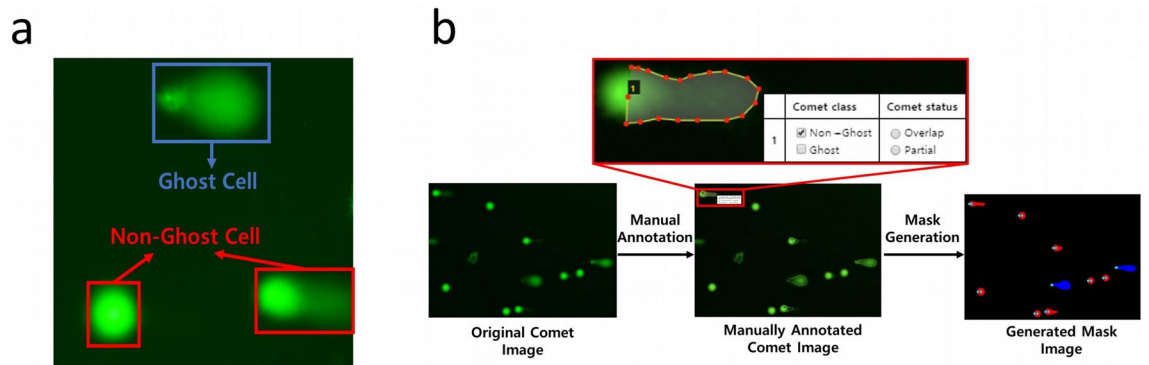 a
b
Ghost Cell
Non-Ghost Cell
1
Comet class
Comet status
1
Non –Ghost
Ghost
Overlap
Partial
Manual
Annotation
Mask
Generation
Original Comet
Image
Manually Annotated
Comet Image
Generated Mask
Image